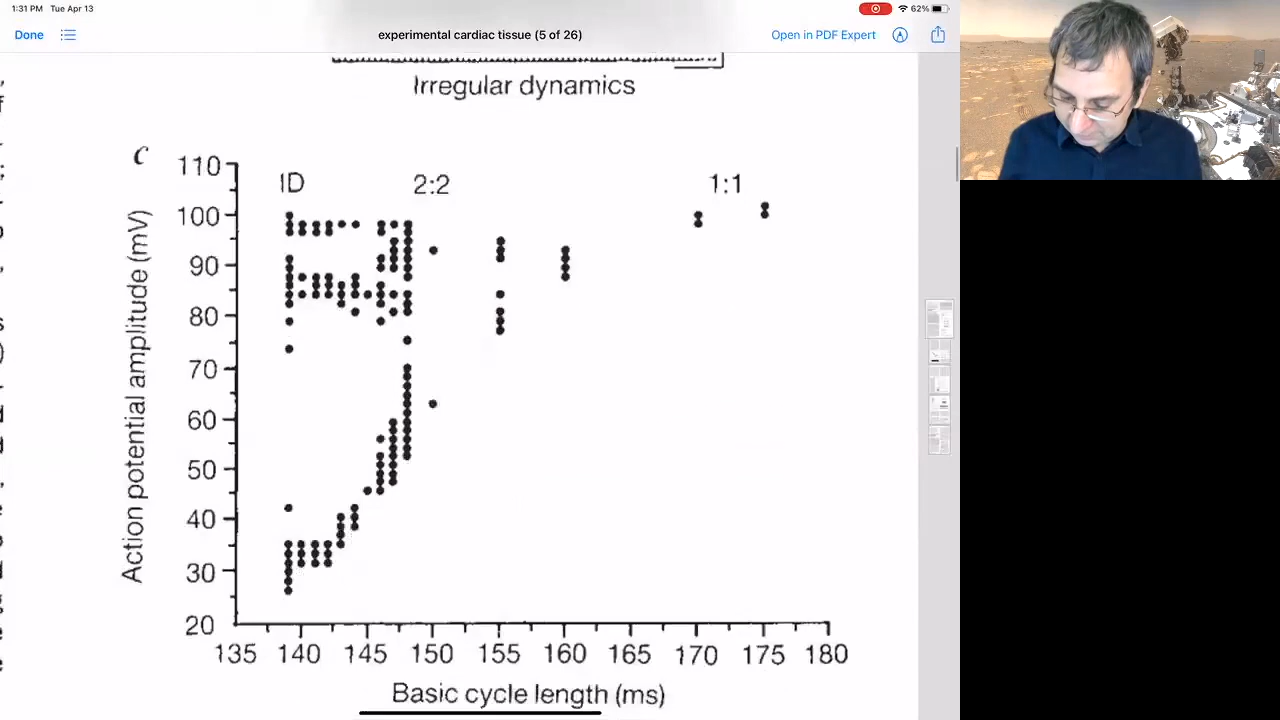 1:31 PM Tue Apr 13
62%
Done
experimental cardiac tissue (5 of 26)
Open in PDF Expert
Irregular dynamics
c
110
100
90
80
70
60
50
40
30
20
Action potential amplitude (mV)
ID 2:2 1:1
135 140 145 150 155 160 165 170 175 180
Basic cycle length (ms)